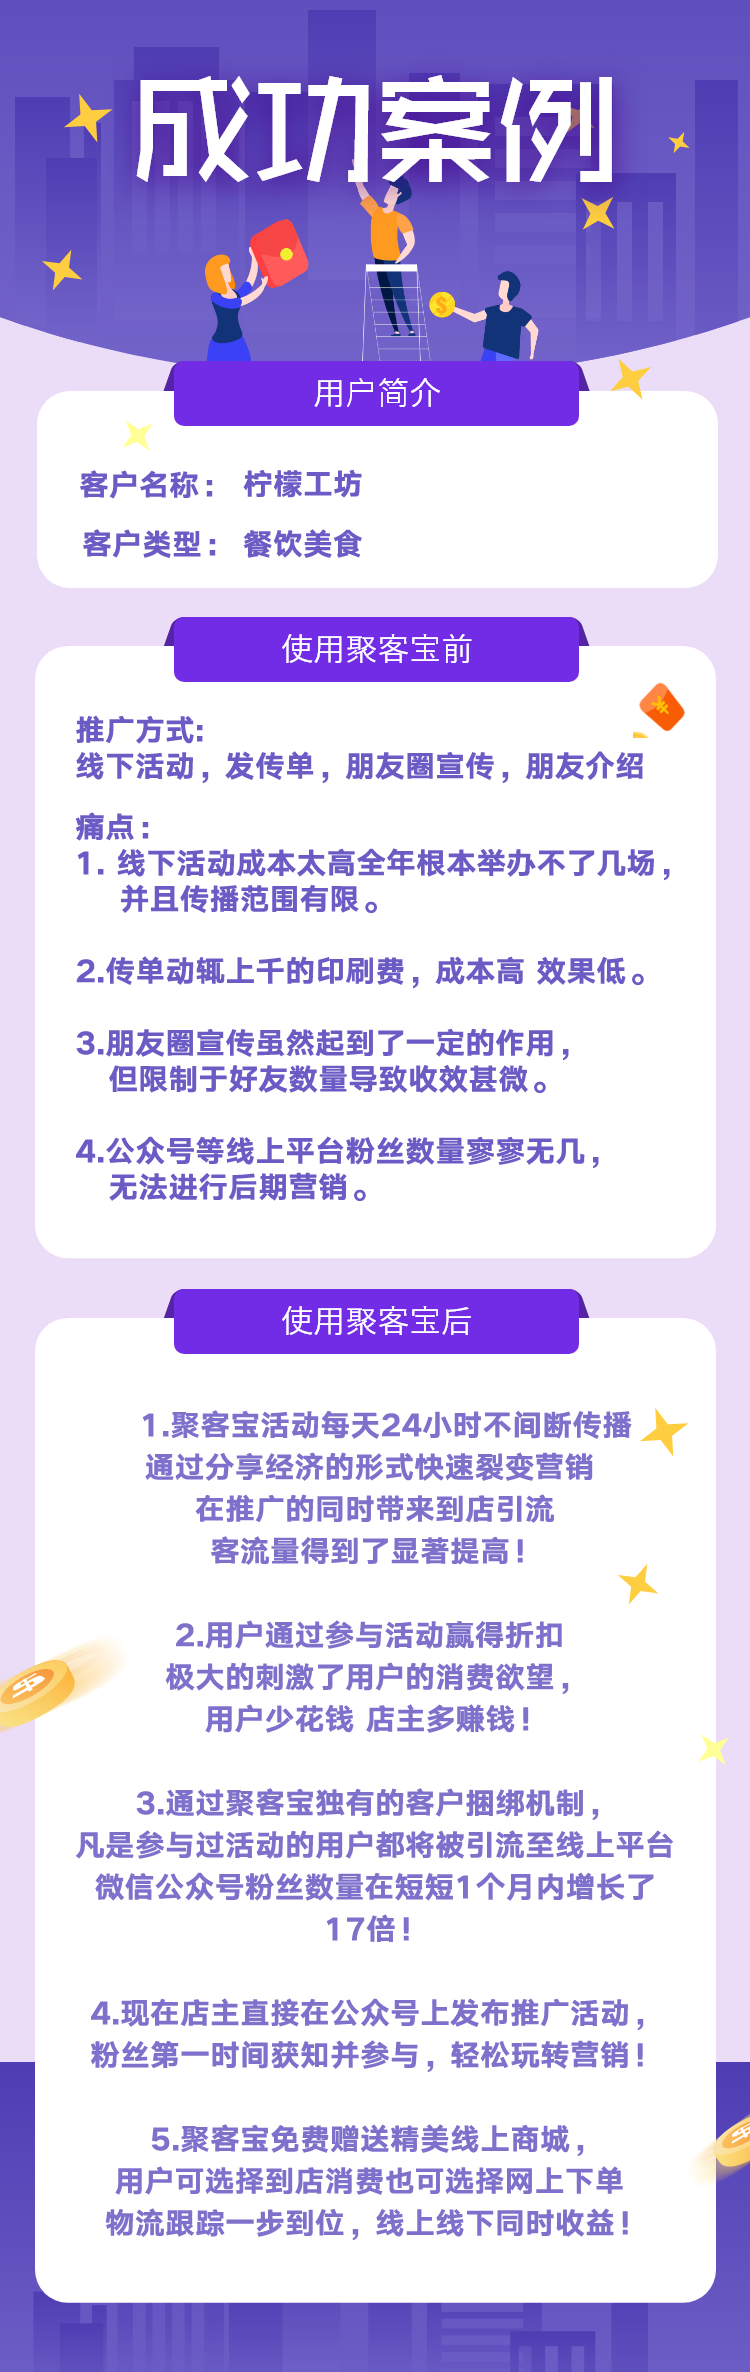 成功案例
用户简介
客户名称： 柠檬工坊
客户类型： 餐饮美食
使用聚客宝前
推广方式:
线下活动，发传单，朋友圈宣传，朋友介绍
痛点：
1. 线下活动成本太高全年根本举办不了几场，
并且传播范围有限。
2.传单动辄上千的印刷费，成本高 效果低。
3.朋友圈宣传虽然起到了一定的作用，
但限制于好友数量导致收效甚微。
4.公众号等线上平台粉丝数量寥寥无几，
无法进行后期营销。
使用聚客宝后
1.聚客宝活动每天24小时不间断传播
通过分享经济的形式快速裂变营销
在推广的同时带来到店引流
客流量得到了显著提高！
2.用户通过参与活动赢得折扣
极大的刺激了用户的消费欲望，
用户少花钱 店主多赚钱！
3.通过聚客宝独有的客户捆绑机制，
凡是参与过活动的用户都将被引流至线上平台
微信公众号粉丝数量在短短1个月内增长了
17倍！
4.现在店主直接在公众号上发布推广活动，
粉丝第一时间获知并参与，轻松玩转营销！
5.聚客宝免费赠送精美线上商城，
用户可选择到店消费也可选择网上下单
物流跟踪一步到位，线上线下同时收益！